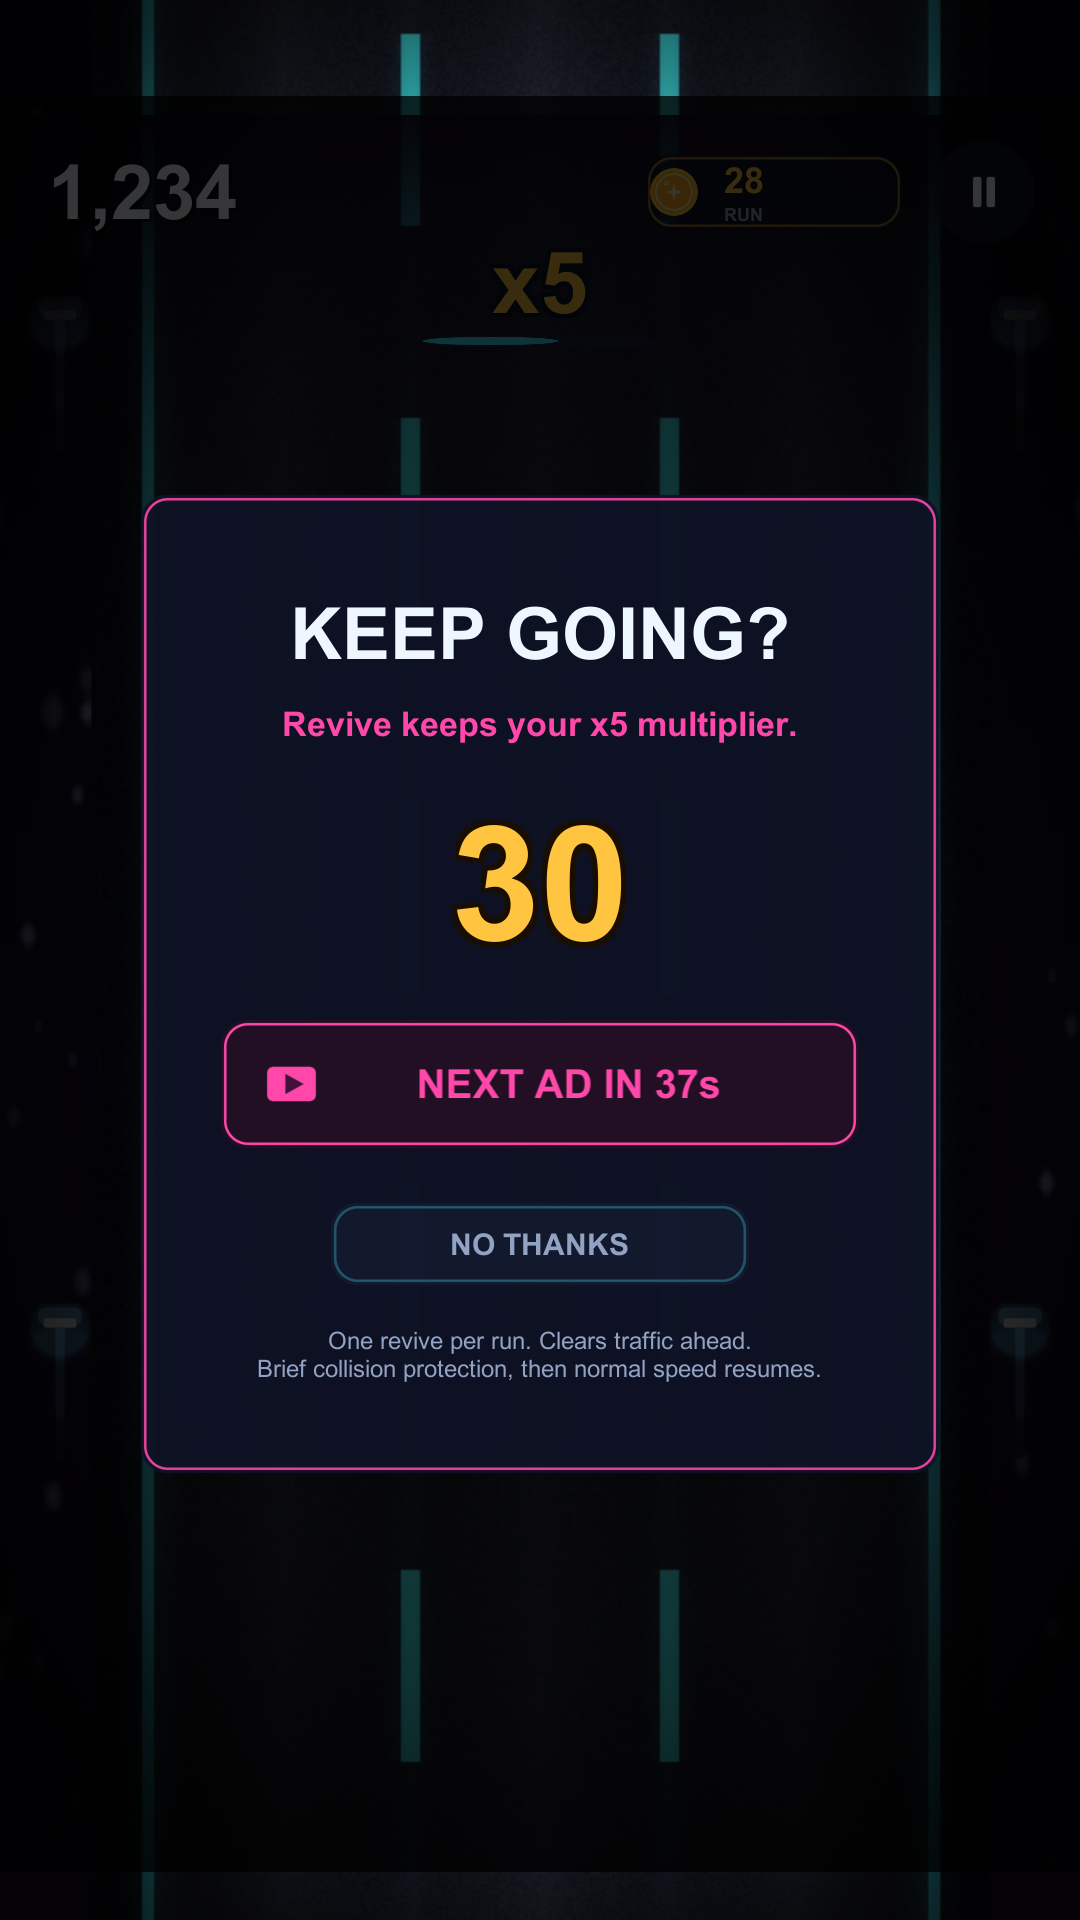 1,234
28
RUN
x5
KEEP GOING?
Revive keeps your x5 multiplier.
30
NEXT AD IN 37s
NO THANKS
One revive per run. Clears traffic ahead.
Brief collision protection, then normal speed resumes.